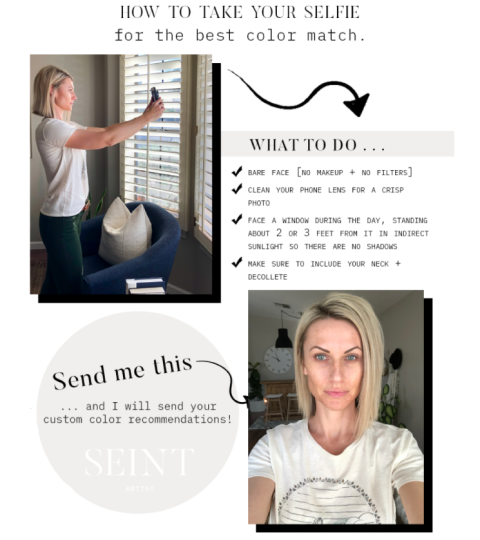 HOW TO TAKE YOUR SELFIE
for the best color match.
WHAT TO DO . . .
BARE FACE [NO MAKEUP + NO FILTERS]
CLEAN YOUR PHONE LENS FOR A CRISP
PHOTO
FACE A WINDOW DURING THE DAY, STANDING
ABOUT 2 OR 3 FEET FROM IT IN INDIRECT
SUNLIGHT SO THERE ARE NO SHADOWS
MAKE SURE TO INCLUDE YOUR NECK +
DECOLLETE
Send me this
... and I will send your
custom color recommendations!
SEINT
ARTIST